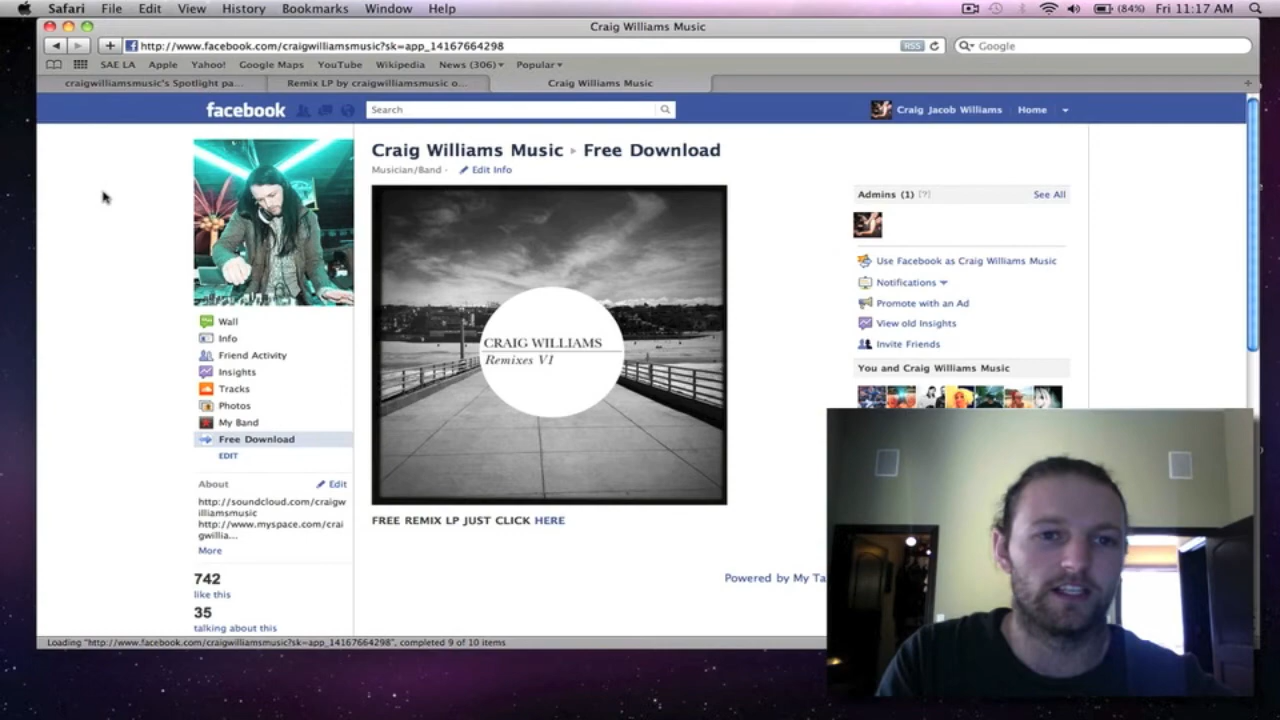 Safari File Edit View History Bookmarks Window Help (84%) Fri 11:17 AM
Craig Williams Music
http://www.facebook.com/craigwilliamsmusic?sk=app_14167664298 RSS Google
SAE LA Apple Yahoo! Google Maps YouTube Wikipedia News (306) Popular
craigwilliamsmusic's Spotlight pa... Remix LP by craigwilliamsmusic o... Craig Williams Music
facebook Search Craig Jacob Williams Home
Craig Williams Music ▸ Free Download
Musician/Band · Edit Info
CRAIG WILLIAMS
Remixes V1
FREE REMIX LP JUST CLICK HERE
Powered by My Ta
Wall
Info
Friend Activity
Insights
Tracks
Photos
My Band
Free Download
EDIT
About Edit
http://soundcloud.com/craigw
illiamsmusic
http://www.myspace.com/crai
gwillia...
More
742
like this
35
talking about this
Admins (1) [?] See All
Use Facebook as Craig Williams Music
Notifications
Promote with an Ad
View old Insights
Invite Friends
You and Craig Williams Music
Loading "http://www.facebook.com/craigwilliamsmusic?sk=app_14167664298", completed 9 of 10 items